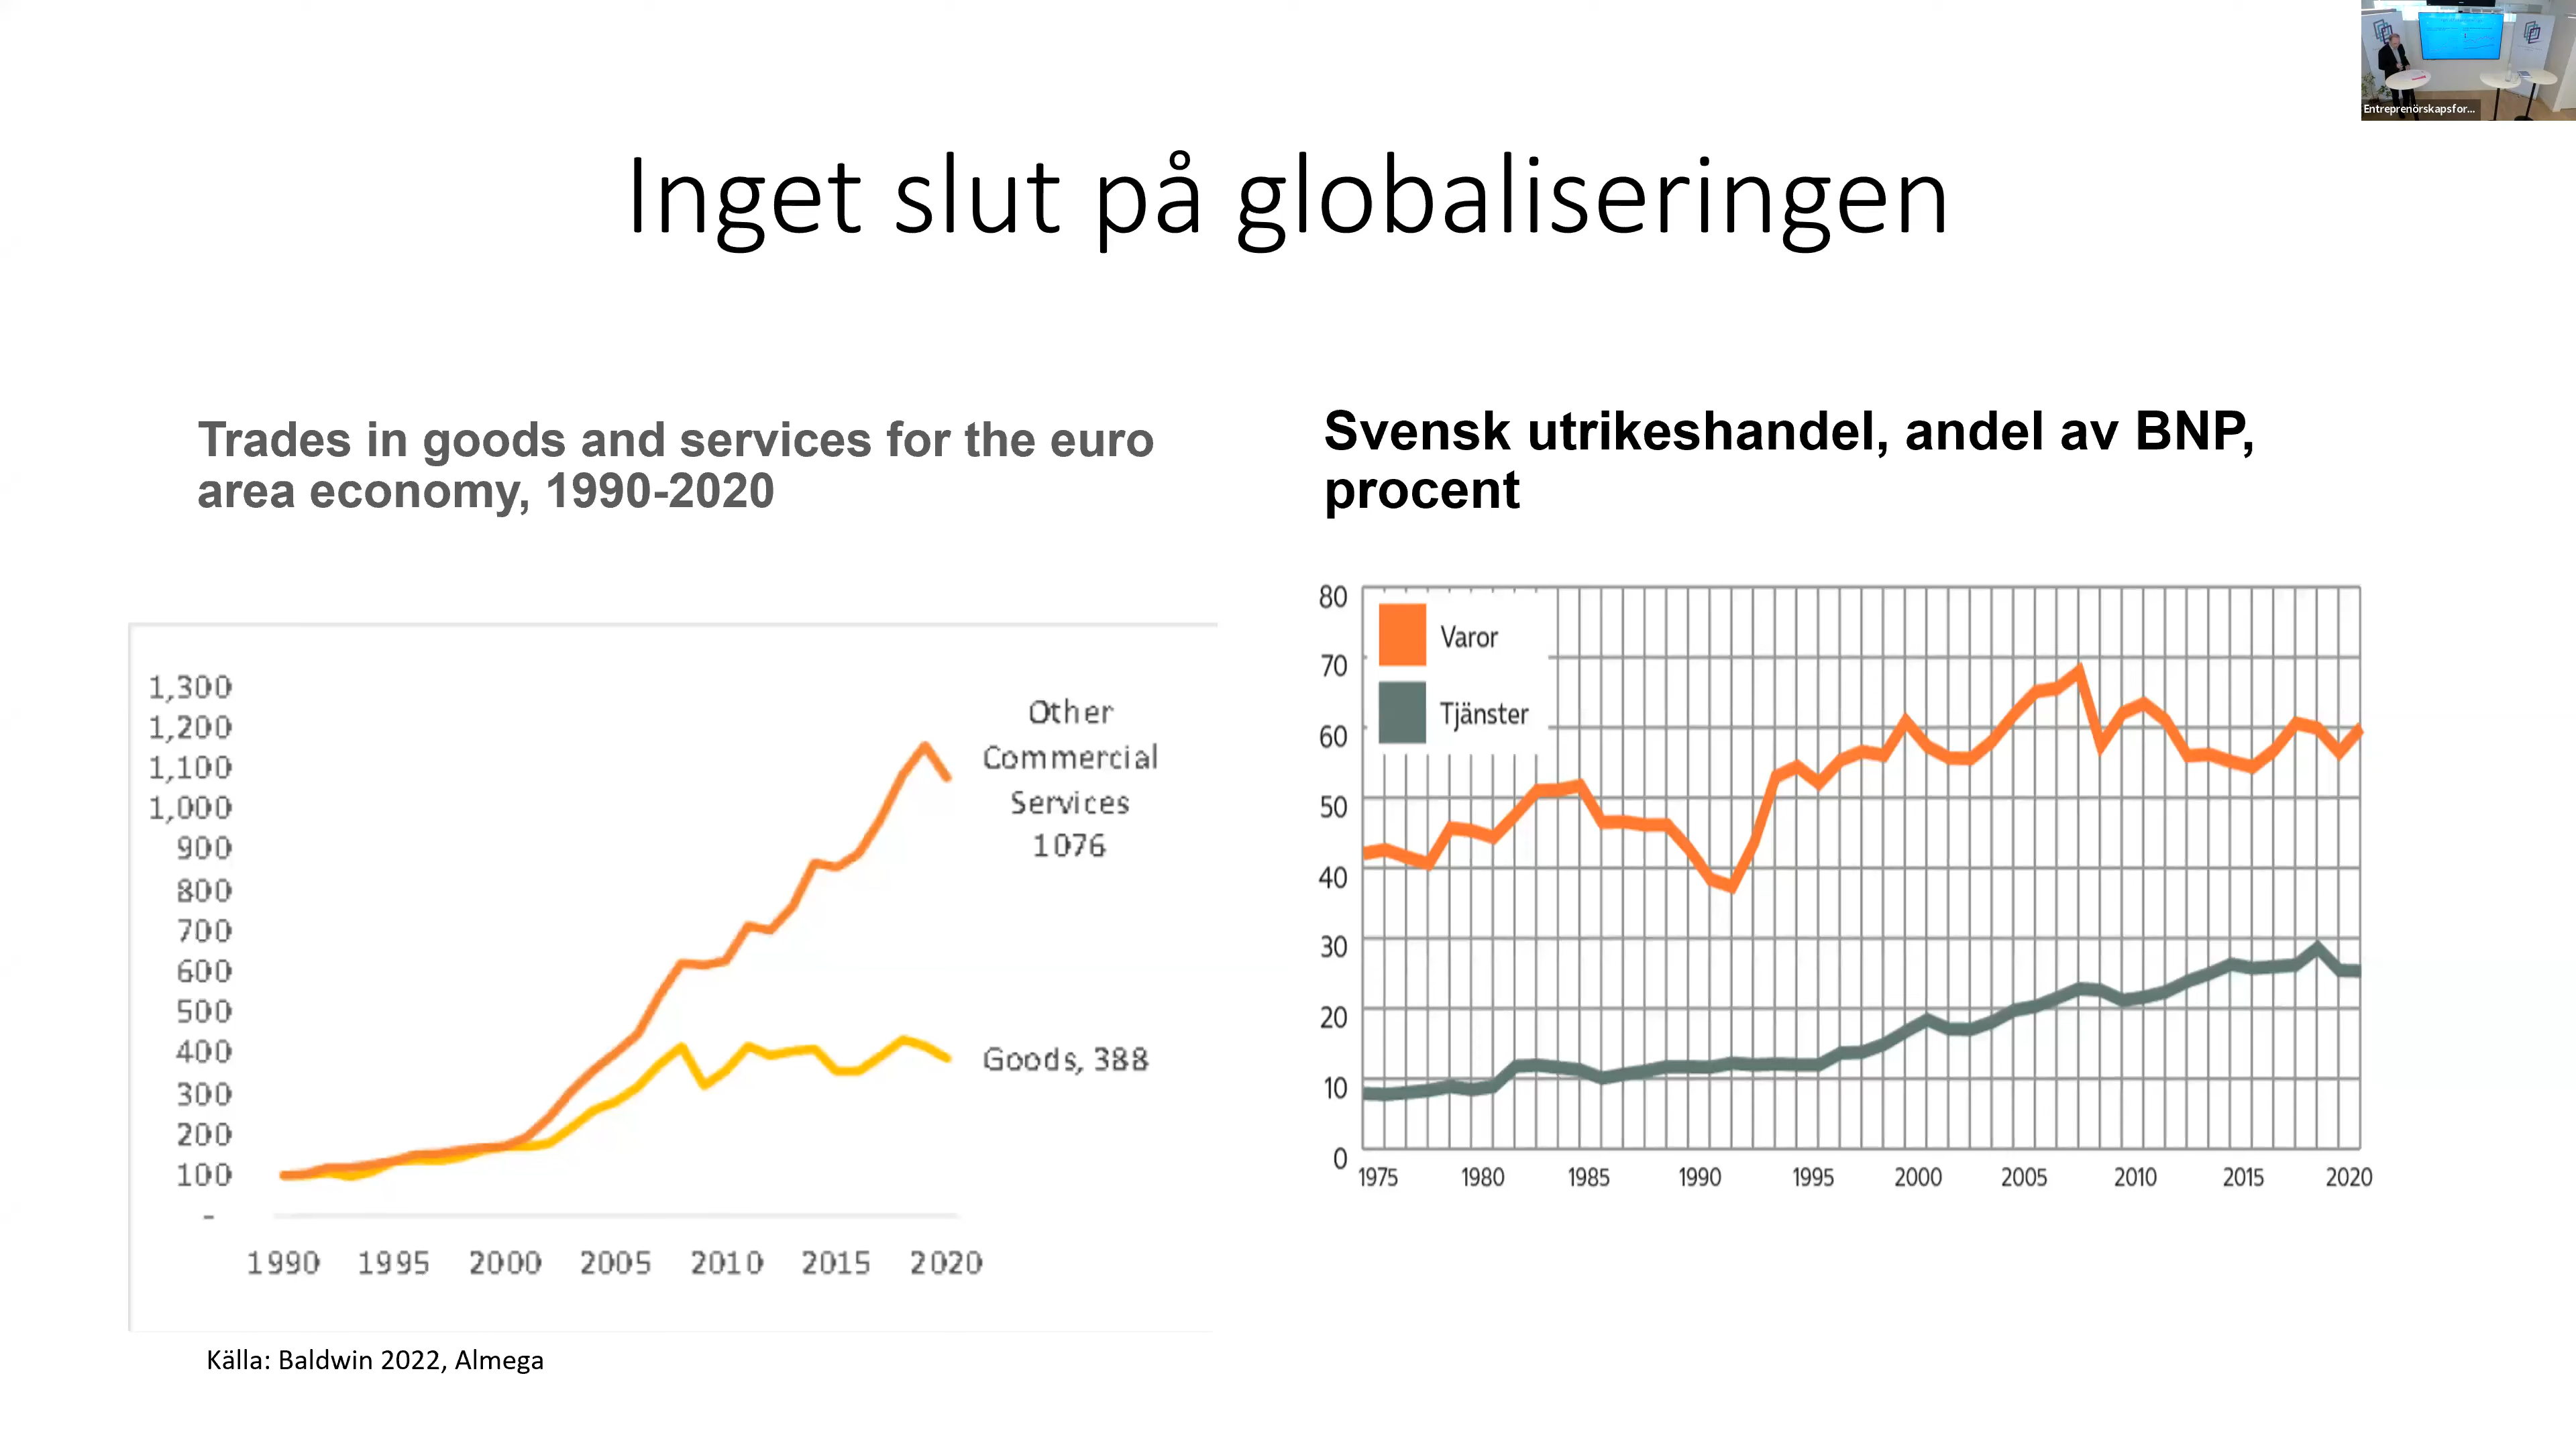 Entreprenörskapsfor...
Inget slut på globaliseringen
Trades in goods and services for the euro
area economy, 1990-2020
1,300
1,200
1,100
1,000
900
800
700
600
500
400
300
200
100
-
Other
Commercial
Services
1076
Goods, 388
1990 1995 2000 2005 2010 2015 2020
Källa: Baldwin 2022, Almega
Svensk utrikeshandel, andel av BNP,
procent
80
70
60
50
40
30
20
10
0
Varor
Tjänster
1975 1980 1985 1990 1995 2000 2005 2010 2015 2020